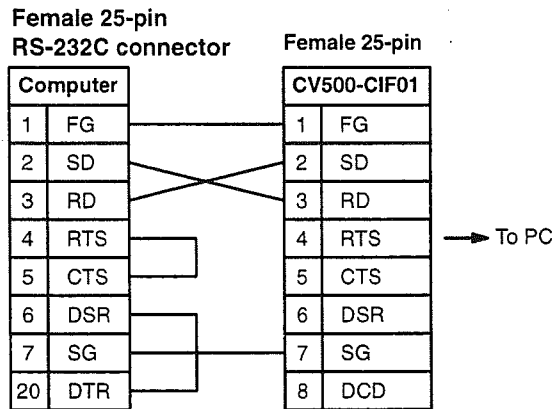 Female 25-pin
RS-232C connector
Female 25-pin
Computer
1 FG
2 SD
3 RD
4 RTS
5 CTS
6 DSR
7 SG
20 DTR
CV500-CIF01
1 FG
2 SD
3 RD
4 RTS
5 CTS
6 DSR
7 SG
8 DCD
To PC